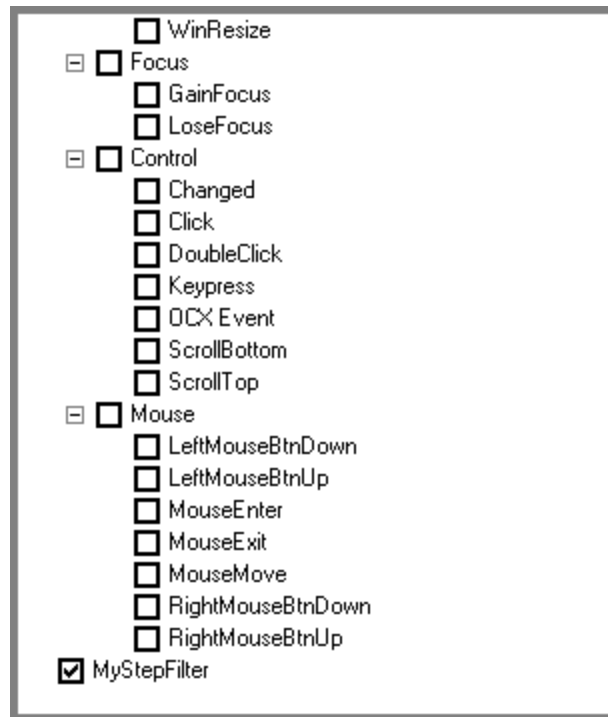 WinResize
Focus
GainFocus
LoseFocus
Control
Changed
Click
DoubleClick
Keypress
OCX Event
ScrollBottom
ScrollTop
Mouse
LeftMouseBtnDown
LeftMouseBtnUp
MouseEnter
MouseExit
MouseMove
RightMouseBtnDown
RightMouseBtnUp
MyStepFilter